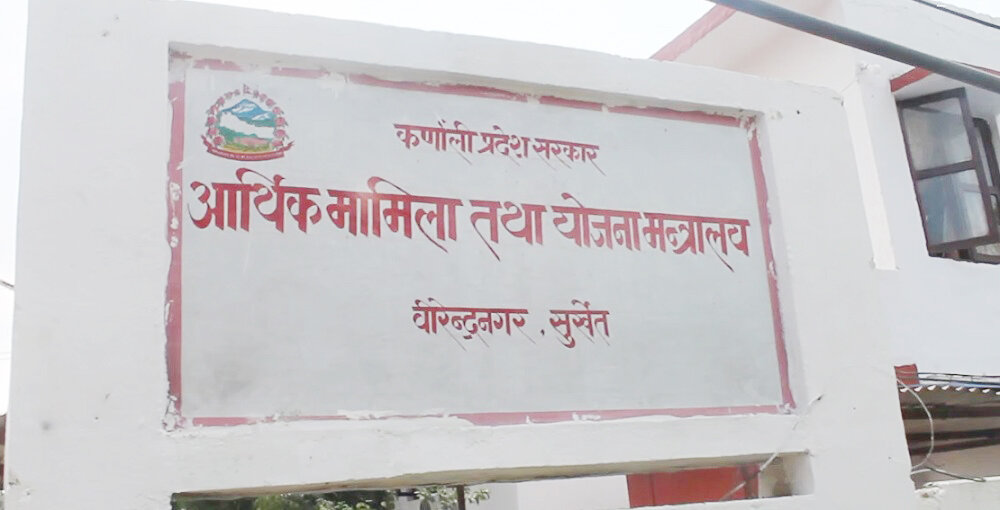 कर्णाली प्रदेश सरकार
आर्थिक मामिला तथा योजना मन्त्रालय
वीरेन्द्रनगर , सुर्खेत